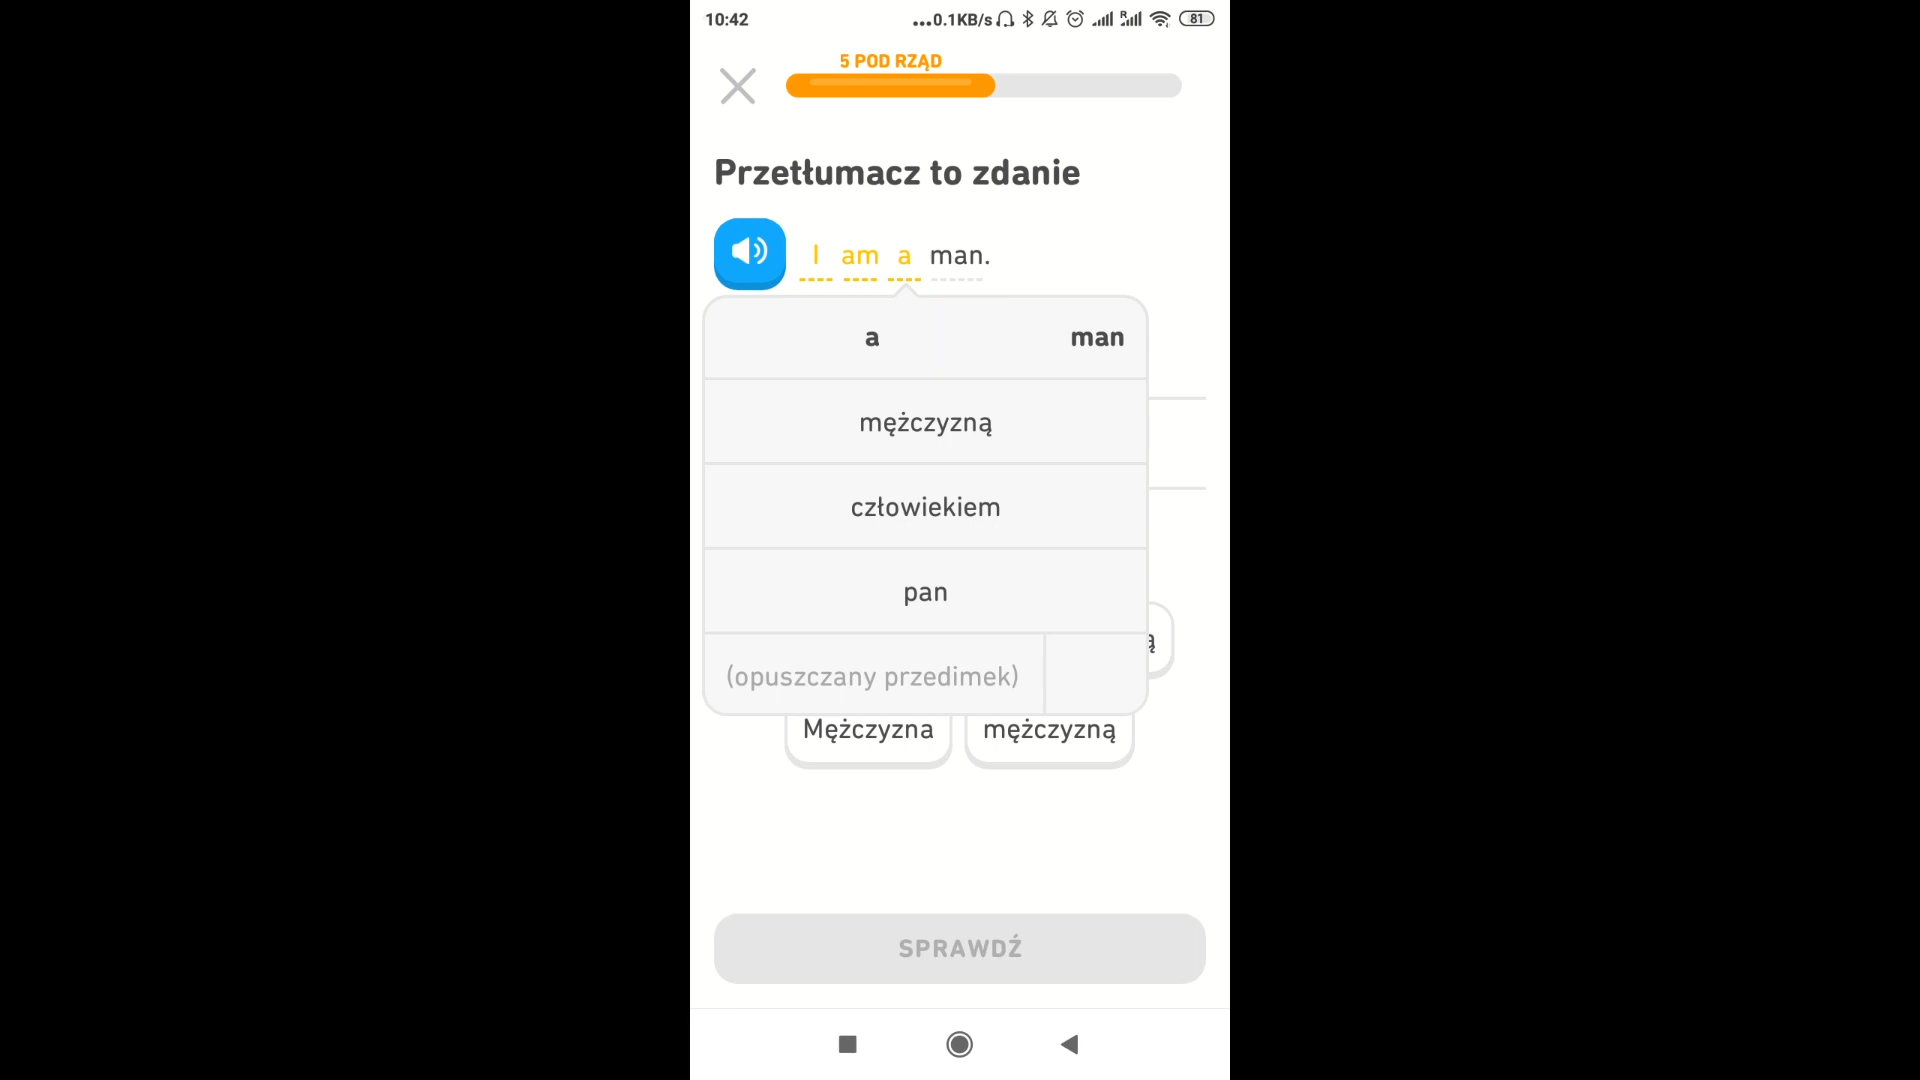 10:42 ...0.1KB/s R 81
5 POD RZĄD
Przetłumacz to zdanie
I am a man.
a man
mężczyzną
człowiekiem
pan
(opuszczany przedimek)
Mężczyzna mężczyzną
SPRAWDŹ